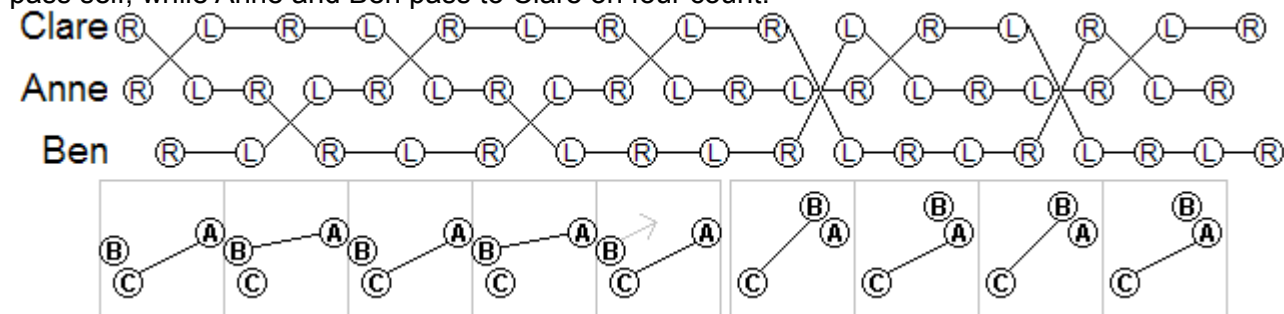 pass self, while Anne and Ben pass to Clare on four count.
Clare R L R L R L R L R L R L R L R
Anne R L R L R L R L R L R L R L R L R L R
Ben R L R L R L R L R L R L R L R L R
B A C
B A C
B A C
B A C
B A C
B A C
B A C
B A C
B A C